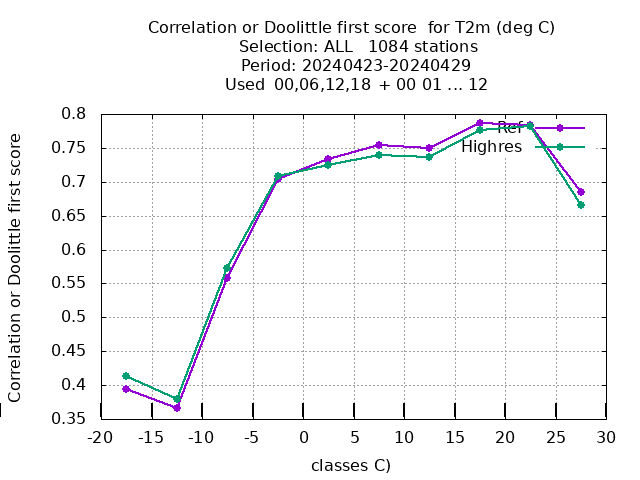 Correlation or Doolittle first score  for T2m (deg C)
Selection: ALL   1084 stations
Period: 20240423-20240429
Used  00,06,12,18 + 00 01 ... 12
Correlation or Doolittle first score
0.8
0.75
0.7
0.65
0.6
0.55
0.5
0.45
0.4
0.35
Ref
Highres
-20 -15 -10 -5 0 5 10 15 20 25 30
classes C)